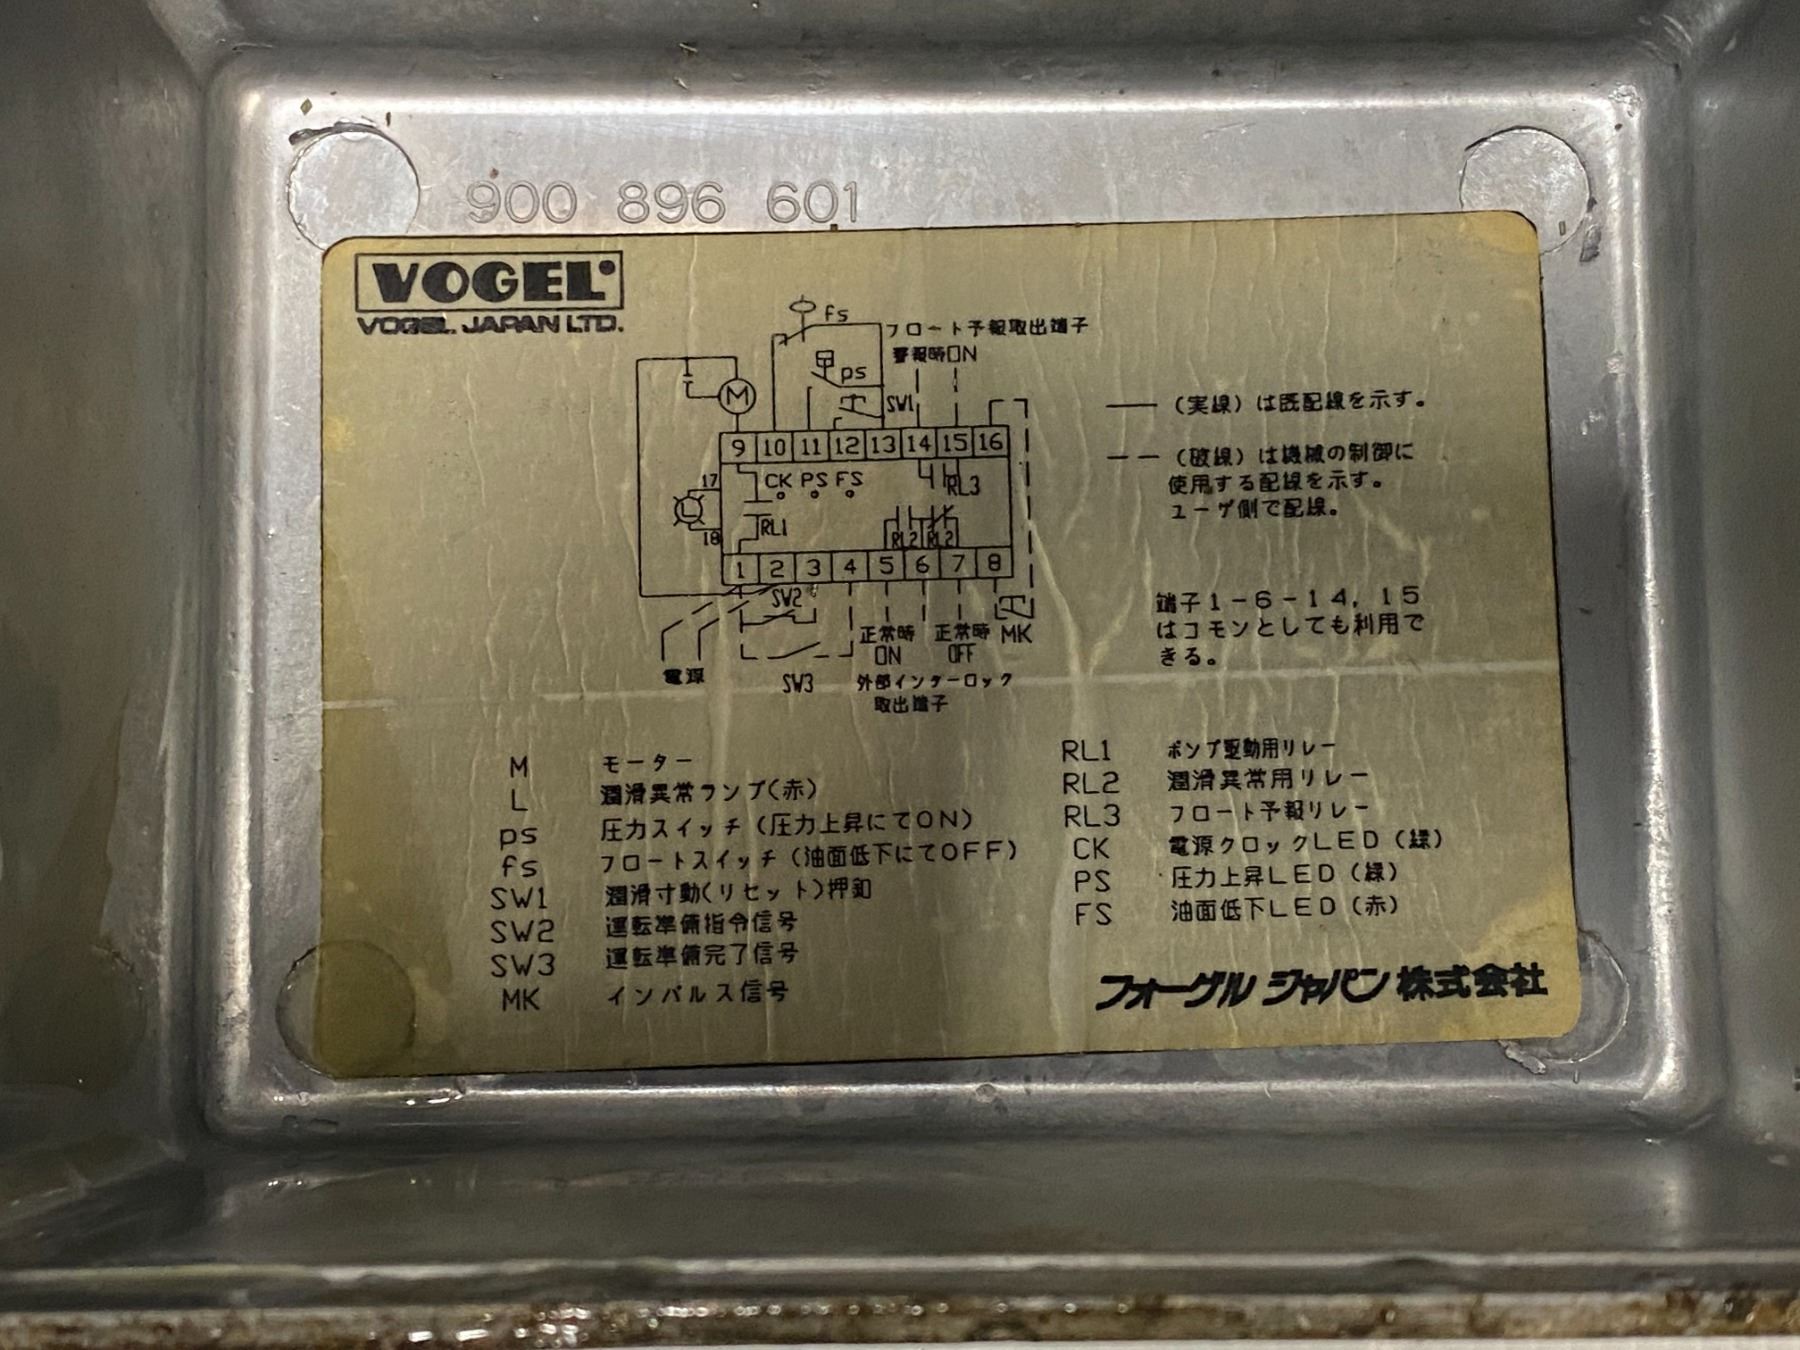 900 896 601
VOGEL
VOGEL JAPAN LTD.
fs
フロート予報取出端子
警報時ON
ps
M
SW1
9 10 11 12 13 14 15 16
17
CK PS FS
RL3
RL1
18
RL2 RL2
1 2 3 4 5 6 7 8
SW2
正常時 正常時 MK
ON OFF
電源
SW3
外部インターロック
取出端子
(実線)は既配線を示す。
(破線)は機械の制御に
使用する配線を示す。
ユーザ側で配線。
端子1-6-14,15
はコモンとしても利用で
きる。
M モーター
L 潤滑異常ランプ(赤)
ps 圧力スイッチ(圧力上昇にてON)
fs フロートスイッチ(油面低下にてOFF)
SW1 潤滑寸動(リセット)押釦
SW2 運転準備指令信号
SW3 運転準備完了信号
MK インパルス信号
RL1 ポンプ駆動用リレー
RL2 潤滑異常用リレー
RL3 フロート予報リレー
CK 電源クロックLED(緑)
PS 圧力上昇LED(緑)
FS 油面低下LED(赤)
フォーゲル ジャパン 株式会社